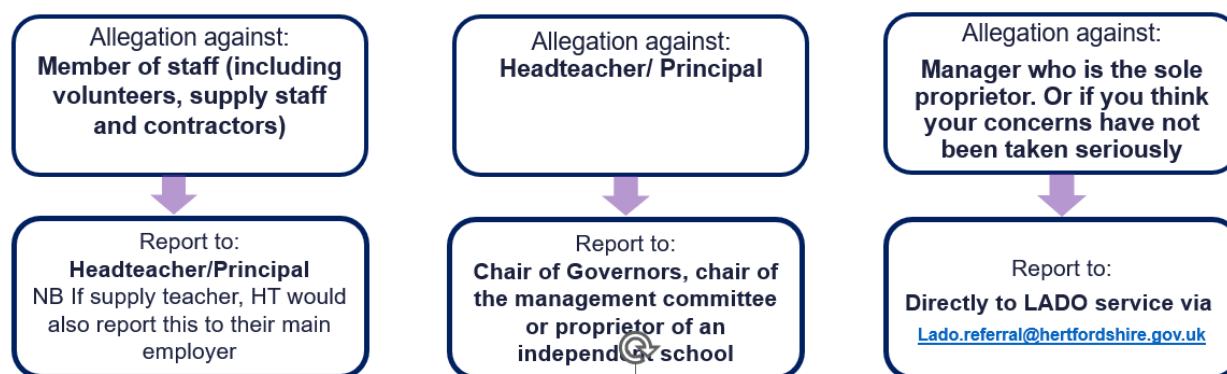 Allegation against:
Member of staff (including
volunteers, supply staff
and contractors)
Report to:
Headteacher/Principal
NB If supply teacher, HT would
also report this to their main
employer
Allegation against:
Headteacher/ Principal
Report to:
Chair of Governors, chair of
the management committee
or proprietor of an
independent school
Allegation against:
Manager who is the sole
proprietor. Or if you think
your concerns have not
been taken seriously
Report to:
Directly to LADO service via
Lado.referral@hertfordshire.gov.uk